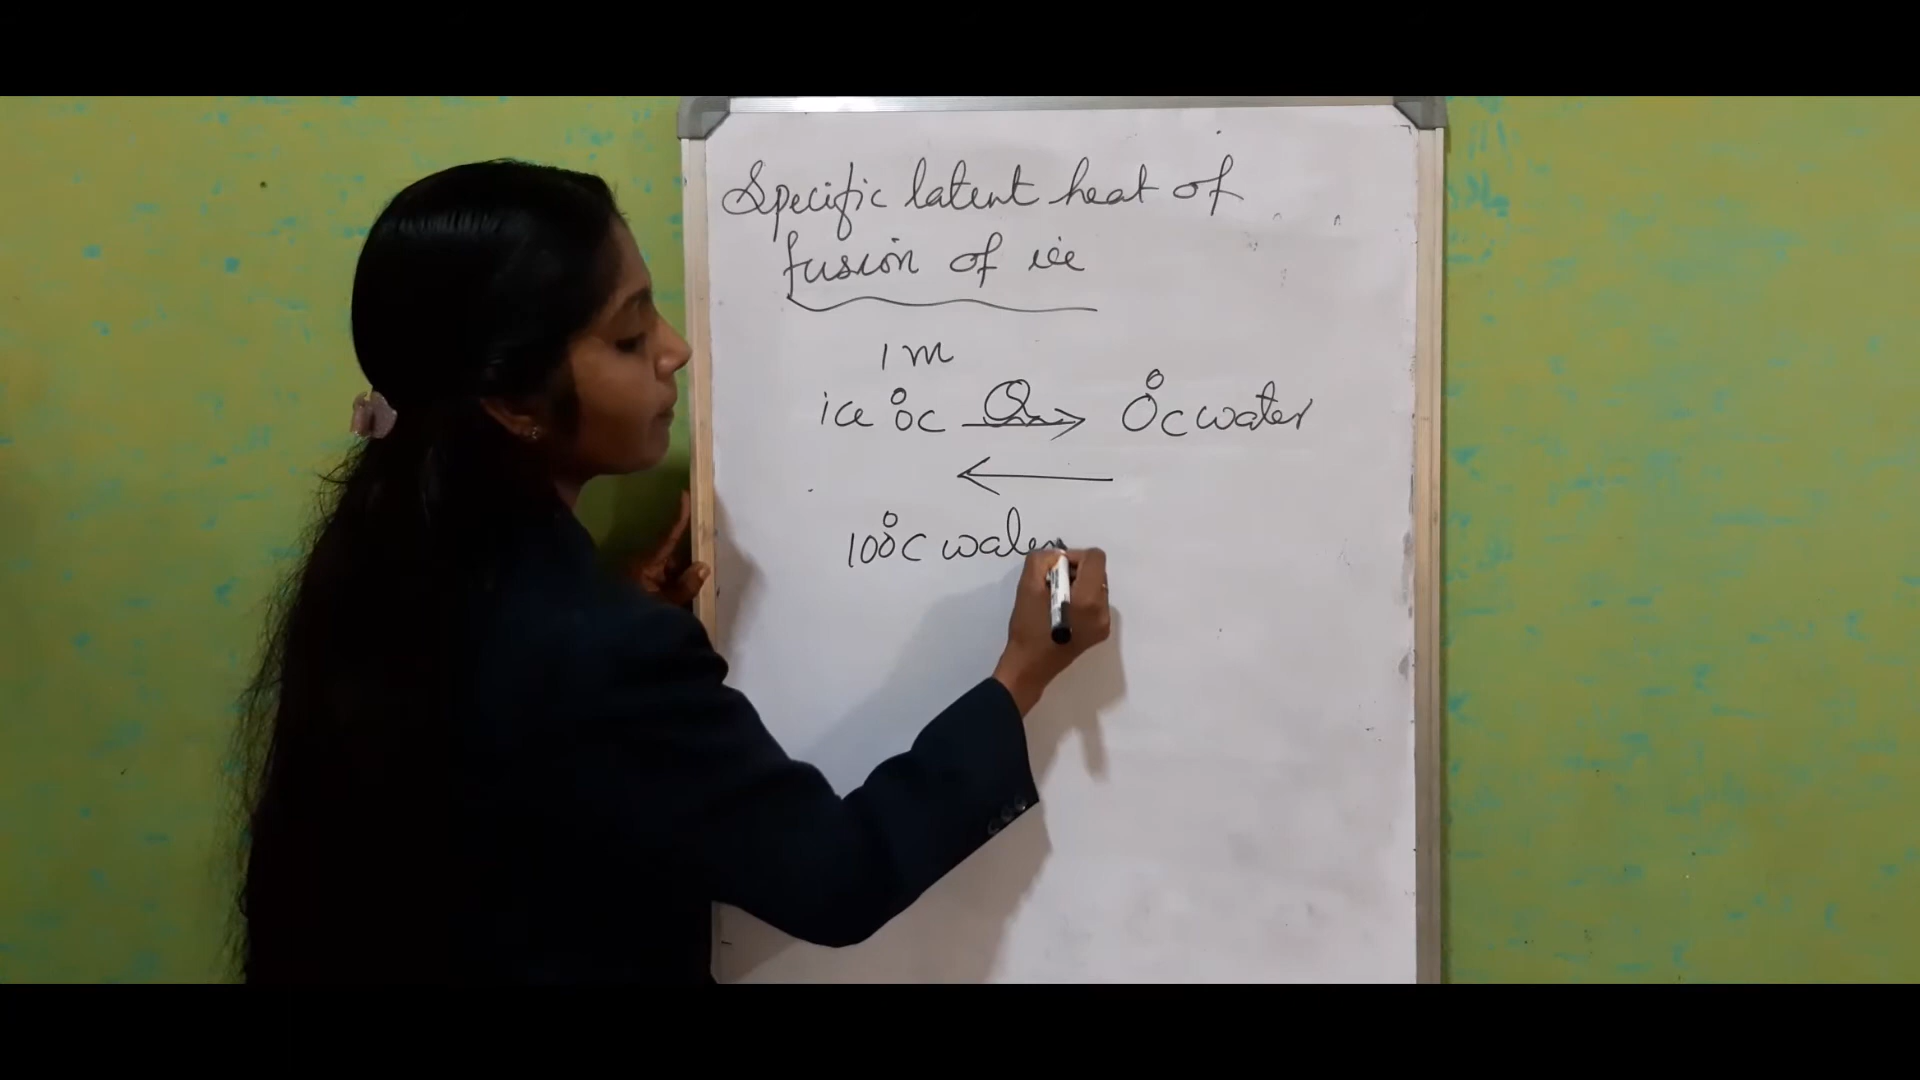 Specific latent heat of
fusion of ice
1 m
ice 0°C Q → 0°C water
←
100°C water